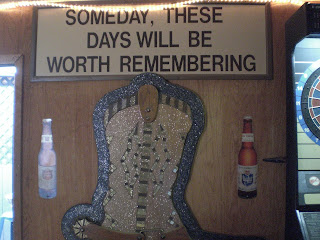 SOMEDAY, THESE
DAYS WILL BE
WORTH REMEMBERING